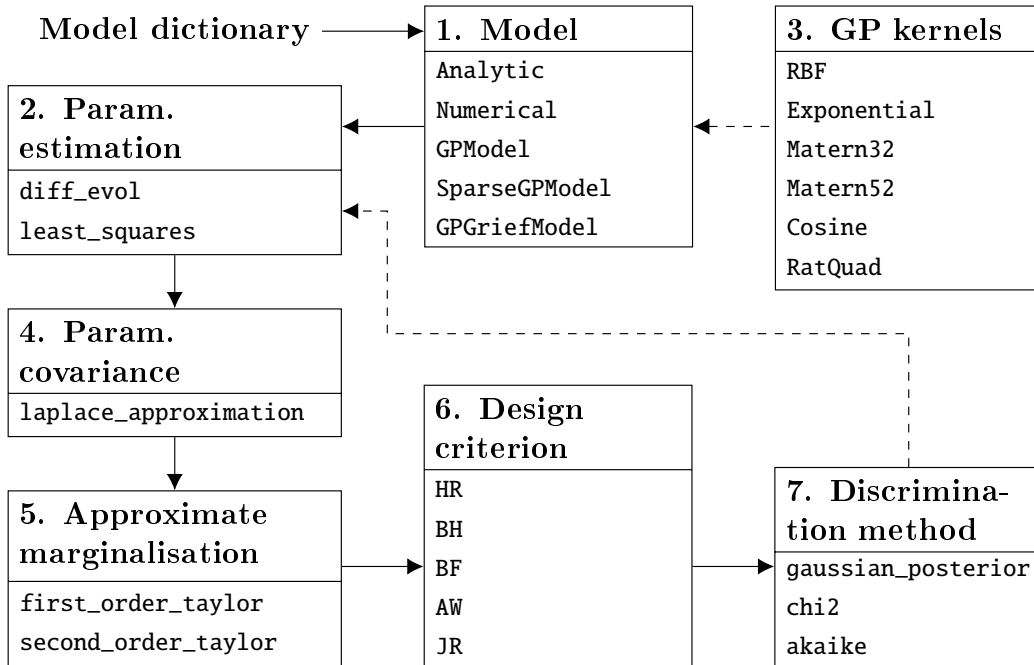 Model dictionary
1. Model
Analytic
Numerical
GPModel
SparseGPModel
GPGriefModel
3. GP kernels
RBF
Exponential
Matern32
Matern52
Cosine
RatQuad
2. Param.
estimation
diff_evol
least_squares
4. Param.
covariance
laplace_approximation
5. Approximate
marginalisation
first_order_taylor
second_order_taylor
6. Design
criterion
HR
BH
BF
AW
JR
7. Discrimina-
tion method
gaussian_posterior
chi2
akaike